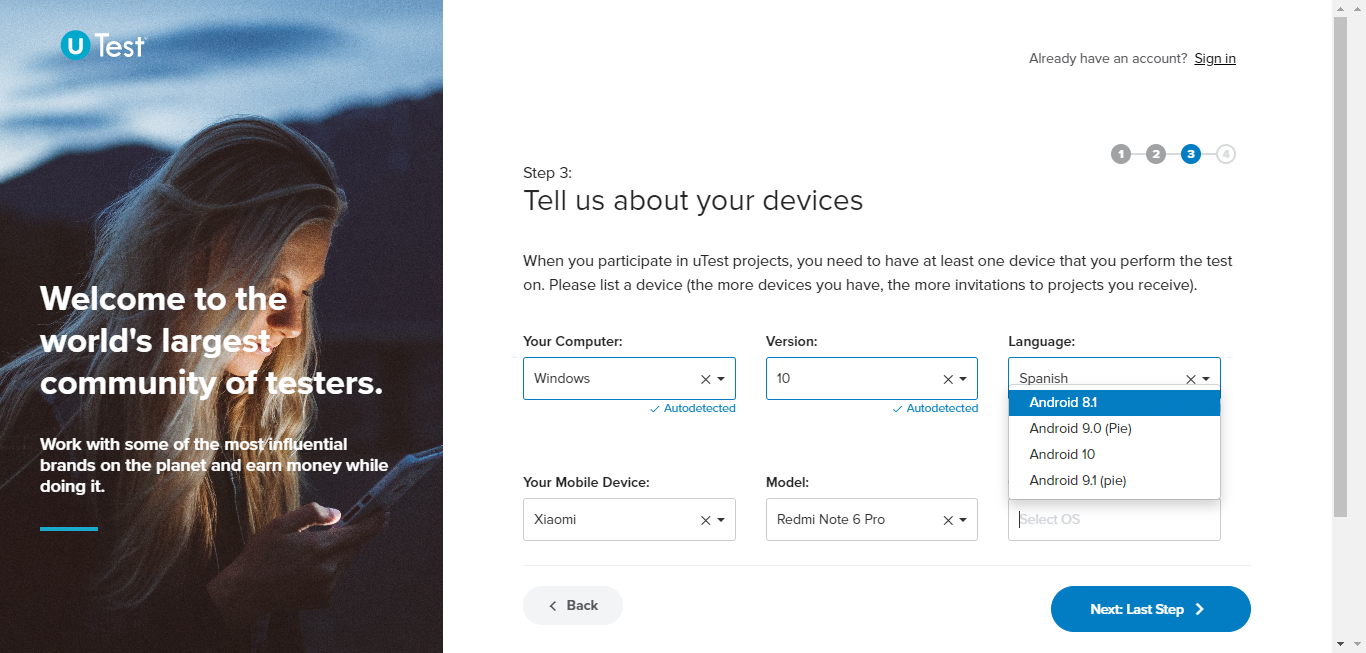 U Test
Already have an account? Sign in
1 2 3 4
Step 3:
Tell us about your devices
When you participate in uTest projects, you need to have at least one device that you perform the test
on. Please list a device (the more devices you have, the more invitations to projects you receive).
Welcome to the
world's largest
community of testers.
Work with some of the most influential
brands on the planet and earn money while
doing it.
Your Computer: Version: Language:
Windows 10 Spanish
Autodetected Autodetected
Android 8.1
Android 9.0 (Pie)
Android 10
Android 9.1 (pie)
Your Mobile Device: Model:
Xiaomi Redmi Note 6 Pro Select OS
Back Next: Last Step